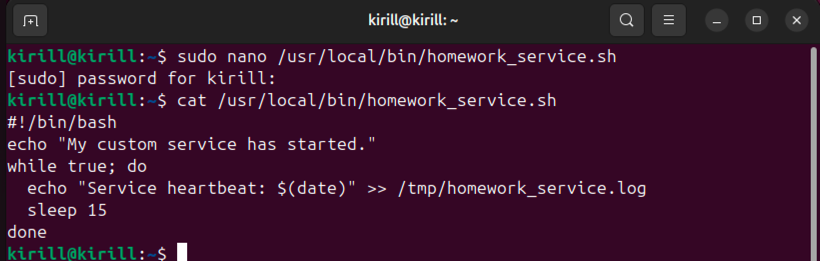 kirill@kirill: ~
kirill@kirill:~$ sudo nano /usr/local/bin/homework_service.sh
[sudo] password for kirill:
kirill@kirill:~$ cat /usr/local/bin/homework_service.sh
#!/bin/bash
echo "My custom service has started."
while true; do
  echo "Service heartbeat: $(date)" >> /tmp/homework_service.log
  sleep 15
done
kirill@kirill:~$